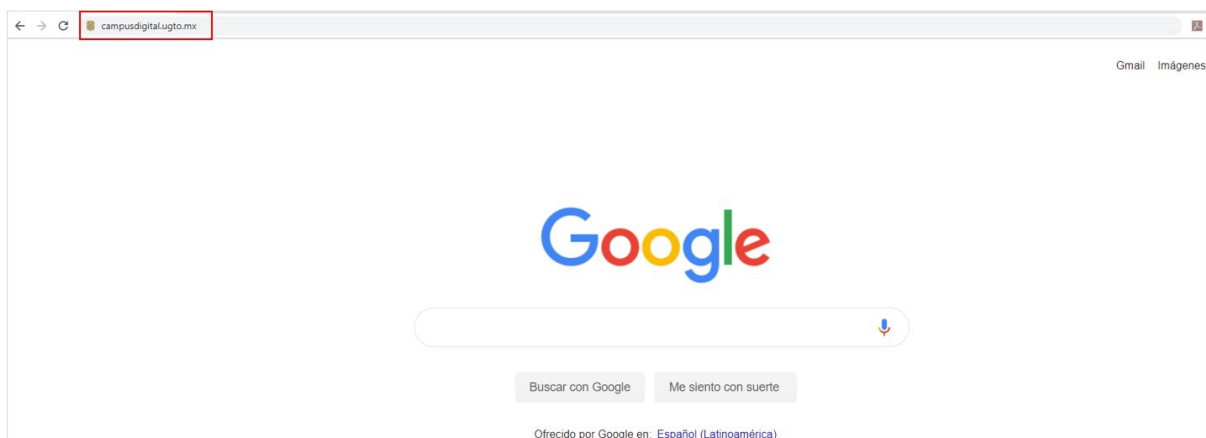 campusdigital.ugto.mx
Gmail Imágenes
Google
Buscar con Google Me siento con suerte
Ofrecido por Google en: Español (Latinoamérica)